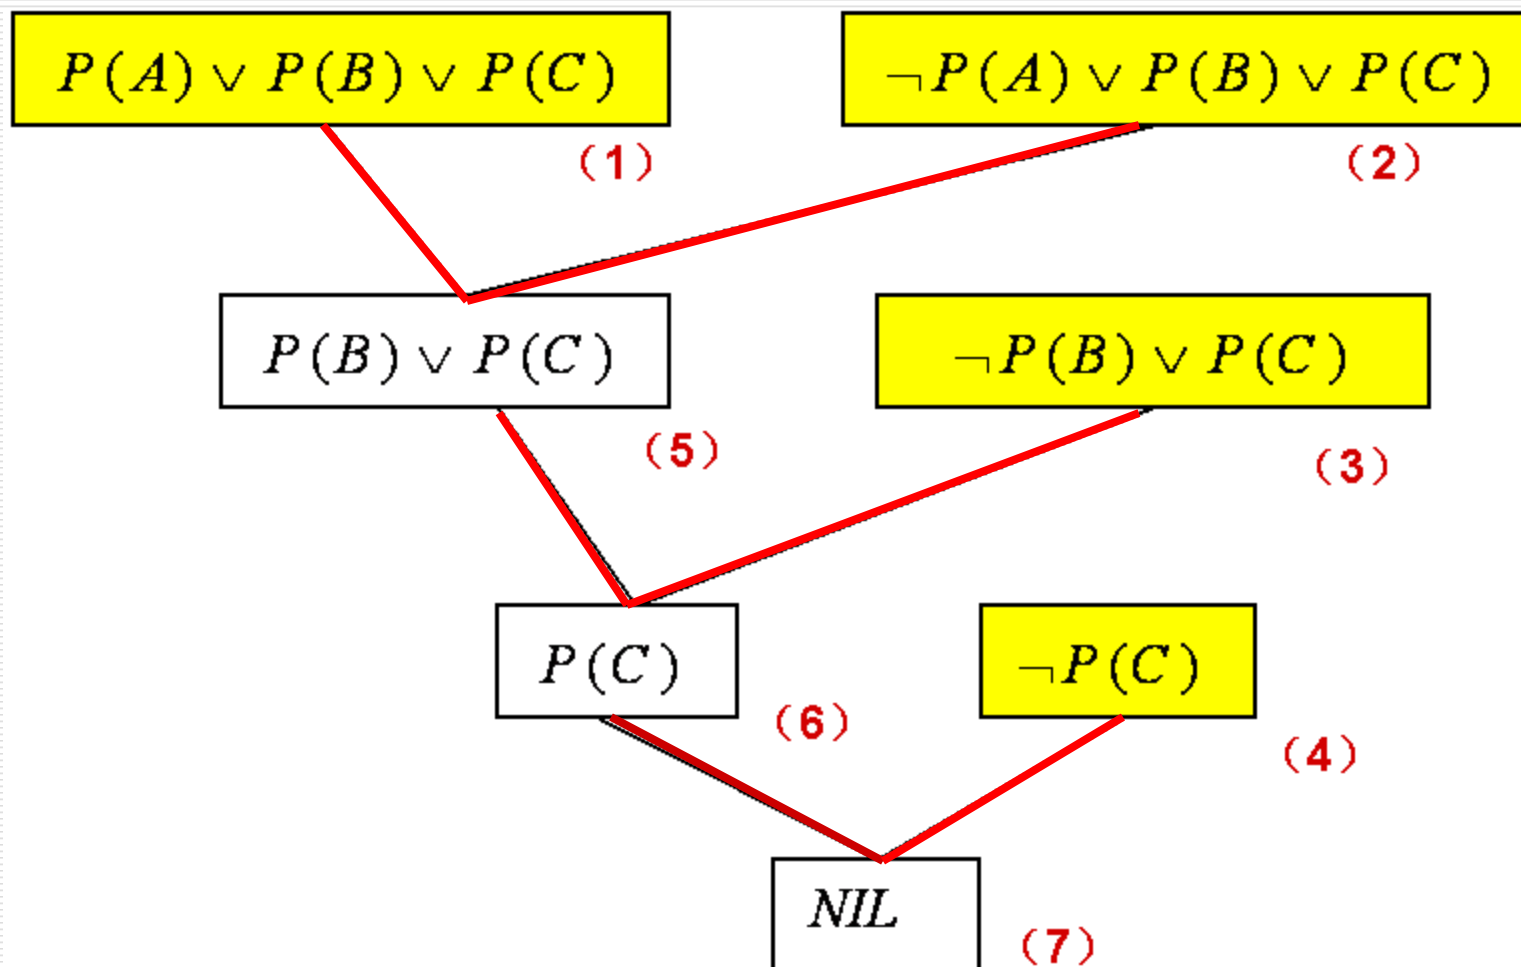 P(A) ∨ P(B) ∨ P(C)
¬P(A) ∨ P(B) ∨ P(C)
（1）
（2）
P(B) ∨ P(C)
¬P(B) ∨ P(C)
（5）
（3）
P(C)
¬P(C)
（6）
（4）
NIL
（7）